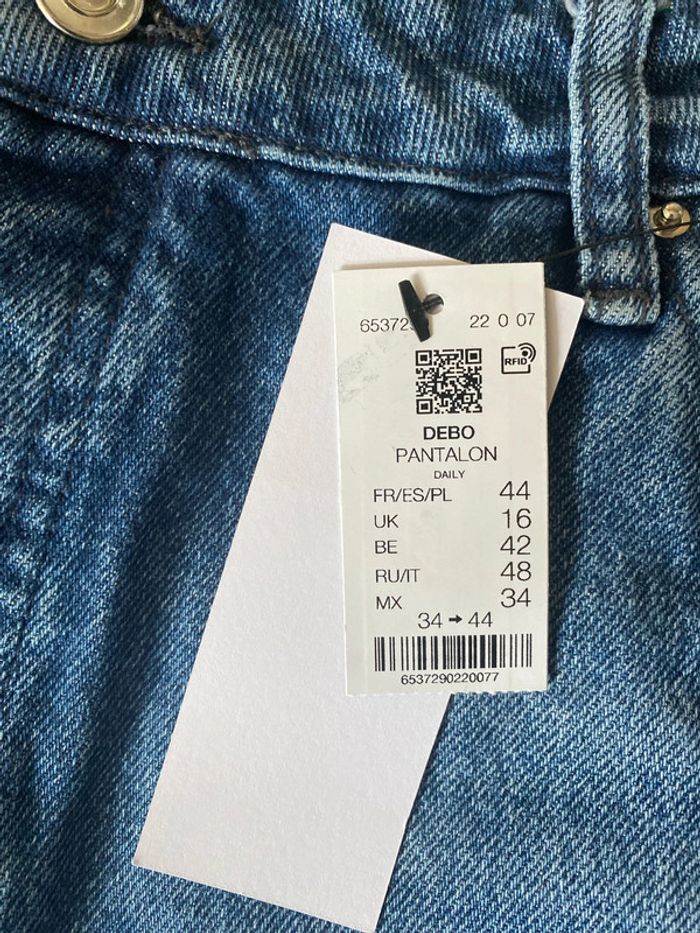 65372 22 0 07
RFID
DEBO
PANTALON
DAILY
FR/ES/PL 44
UK 16
BE 42
RU/IT 48
MX 34
34 → 44
6537290220077